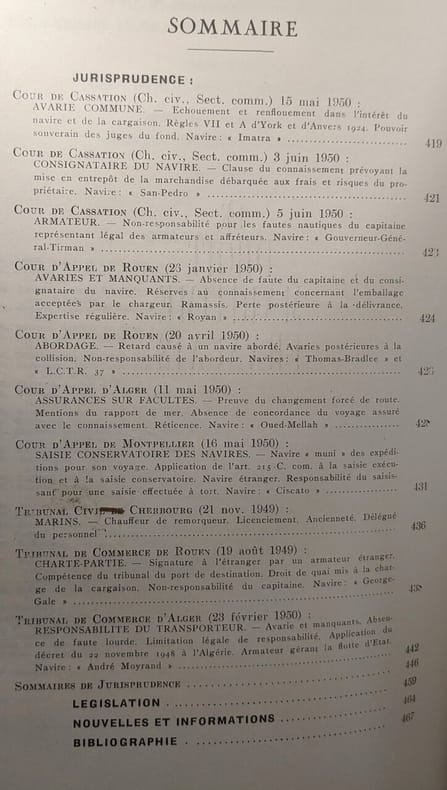 SOMMAIRE
JURISPRUDENCE :
COUR DE CASSATION (Ch. civ., Sect. comm.) 15 mai 1950 :
AVARIE COMMUNE. — Echouement et renflouement dans l'intérêt du
navire et de la cargaison. Règles VII et A d'York et d'Anvers 1924. Pouvoir
souverain des juges du fond. Navire : « Imatra » ........ 419
COUR DE CASSATION (Ch. civ., Sect. comm.) 3 juin 1950 :
CONSIGNATAIRE DU NAVIRE. — Clause du connaissement prévoyant la
mise en entrepôt de la marchandise débarquée aux frais et risques du pro-
priétaire. Navire : « San-Pedro » ........ 421
COUR DE CASSATION (Ch. civ., Sect. comm.) 5 juin 1950 :
ARMATEUR. — Non-responsabilité pour les fautes nautiques du capitaine
représentant légal des armateurs et affréteurs. Navire : « Gouverneur-Géné-
ral-Tirman » ........ 423
COUR D'APPEL DE ROUEN (23 janvier 1950) :
AVARIES ET MANQUANTS. — Absence de faute du capitaine et du consi-
gnataire du navire. Réserves au connaissement concernant l'emballage
acceptées par le chargeur. Ramassis. Perte postérieure à la délivrance.
Expertise régulière. Navire : « Royan » ........ 424
COUR D'APPEL DE ROUEN (20 avril 1950) :
ABORDAGE. — Retard causé à un navire abordé. Avaries postérieures à la
collision. Non-responsabilité de l'abordeur. Navires : « Thomas-Bradlee » et
« L.C.T.R. 37 » ........
COUR D'APPEL D'ALGER (11 mai 1950) :
ASSURANCES SUR FACULTES. — Preuve du changement forcé de route.
Mentions du rapport de mer. Absence de concordance du voyage assuré
avec le connaissement. Réticence. Navire : « Oued-Mellah » ........
COUR D'APPEL DE MONTPELLIER (16 mai 1950) :
SAISIE CONSERVATOIRE DES NAVIRES. — Navire « muni » des expédi-
tions pour son voyage. Application de l'art. 215 C. com. à la saisie exécu-
tion et à la saisie conservatoire. Navire étranger. Responsabilité du saisis-
sant pour une saisie effectuée à tort. Navire : « Ciscato » ........ 431
TRIBUNAL CIVIL CHERBOURG (21 nov. 1949) :
MARINS. — Chauffeur de remorqueur. Licenciement. Ancienneté. Délégué
du personnel ........ 436
TRIBUNAL DE COMMERCE DE ROUEN (19 août 1949) :
CHARTE-PARTIE. — Signature à l'étranger par un armateur étranger.
Compétence du tribunal du port de destination. Droit de quai mis à la char-
ge de la cargaison. Non-responsabilité du capitaine. Navire : « George-
Gale » ........ 438
TRIBUNAL DE COMMERCE D'ALGER (23 février 1950) :
RESPONSABILITE DU TRANSPORTEUR. — Avarie et manquants. Absen-
ce de faute lourde. Limitation légale de responsabilité. Application du
décret du 22 novembre 1948 à l'Algérie. Armateur gérant la flotte d'Etat.
Navire : « André Moyrand » ........ 442
SOMMAIRES DE JURISPRUDENCE ........ 446
LEGISLATION ........ 459
NOUVELLES ET INFORMATIONS ........ 464
BIBLIOGRAPHIE ........ 467